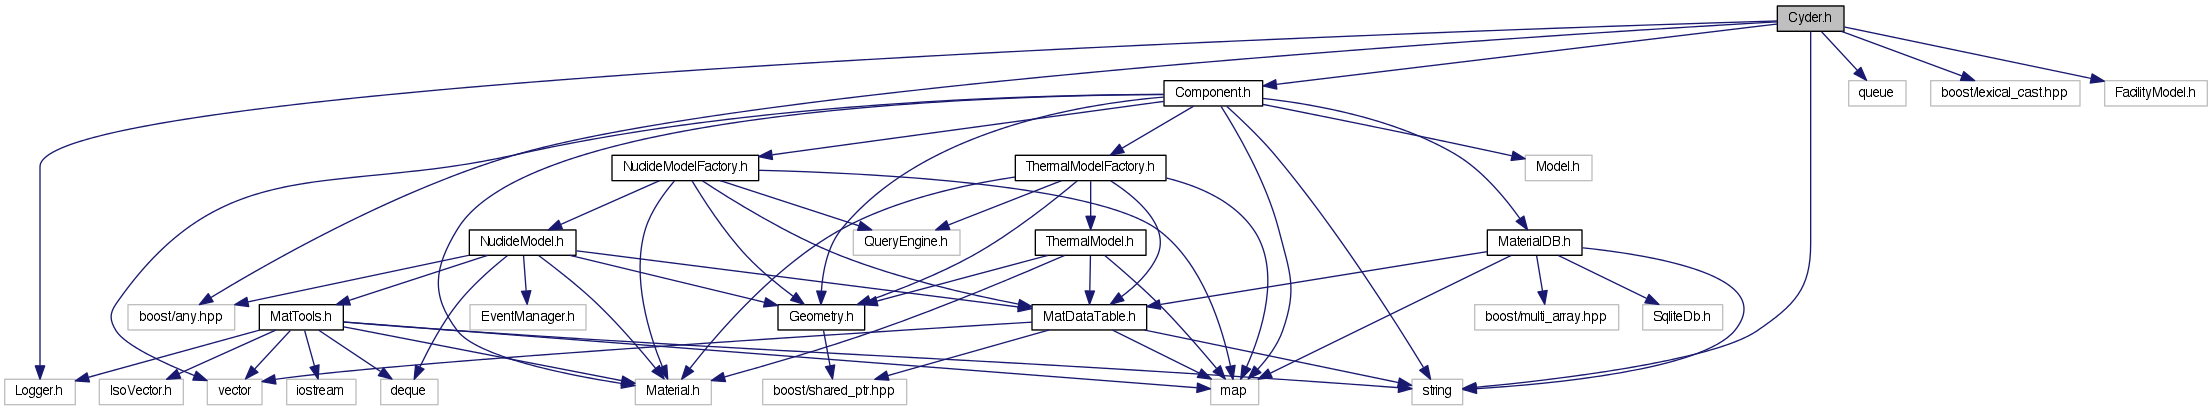 Cyder.h
Component.h
queue
boost/lexical_cast.hpp
FacilityModel.h
NuclideModelFactory.h
ThermalModelFactory.h
Model.h
NuclideModel.h
QueryEngine.h
ThermalModel.h
MaterialDB.h
boost/any.hpp
MatTools.h
EventManager.h
Geometry.h
MatDataTable.h
boost/multi_array.hpp
SqliteDb.h
Logger.h
IsoVector.h
vector
iostream
deque
Material.h
boost/shared_ptr.hpp
map
string